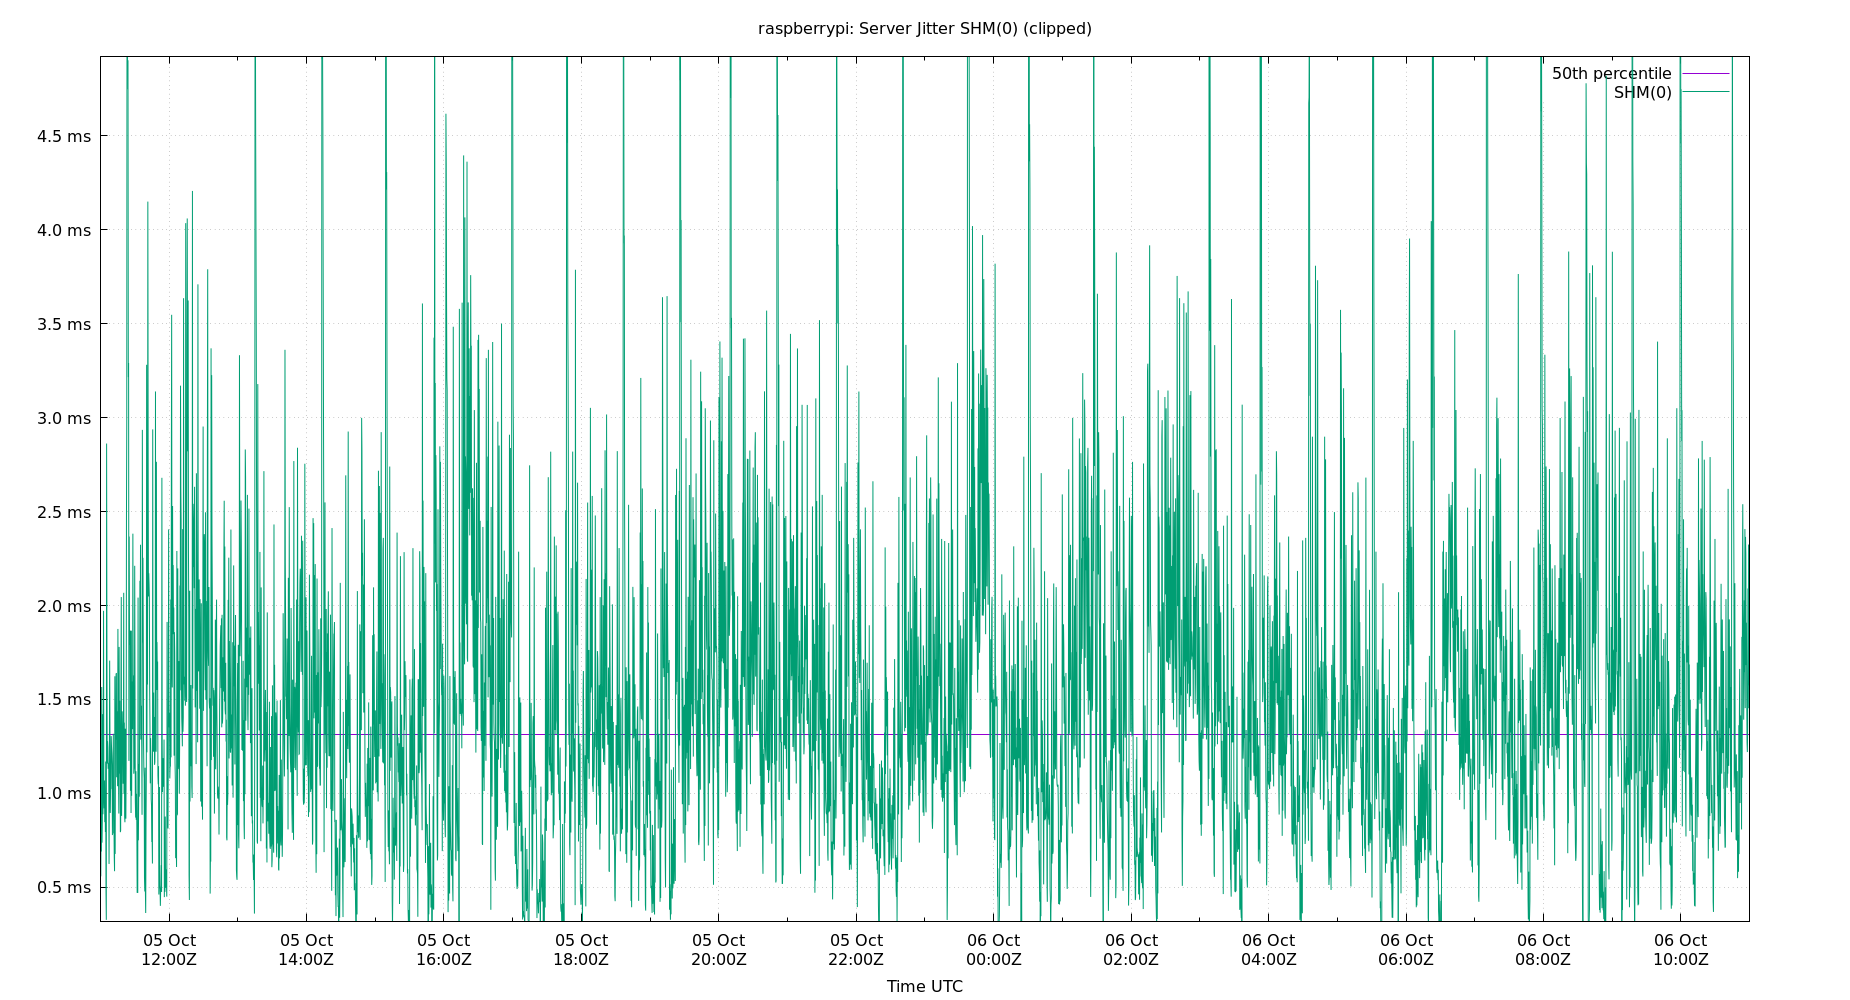 raspberrypi: Server Jitter SHM(0) (clipped)
50th percentile
SHM(0)
4.5 ms
4.0 ms
3.5 ms
3.0 ms
2.5 ms
2.0 ms
1.5 ms
1.0 ms
0.5 ms
05 Oct 05 Oct 05 Oct 05 Oct 05 Oct 05 Oct 06 Oct 06 Oct 06 Oct 06 Oct 06 Oct 06 Oct
12:00Z 14:00Z 16:00Z 18:00Z 20:00Z 22:00Z 00:00Z 02:00Z 04:00Z 06:00Z 08:00Z 10:00Z
Time UTC